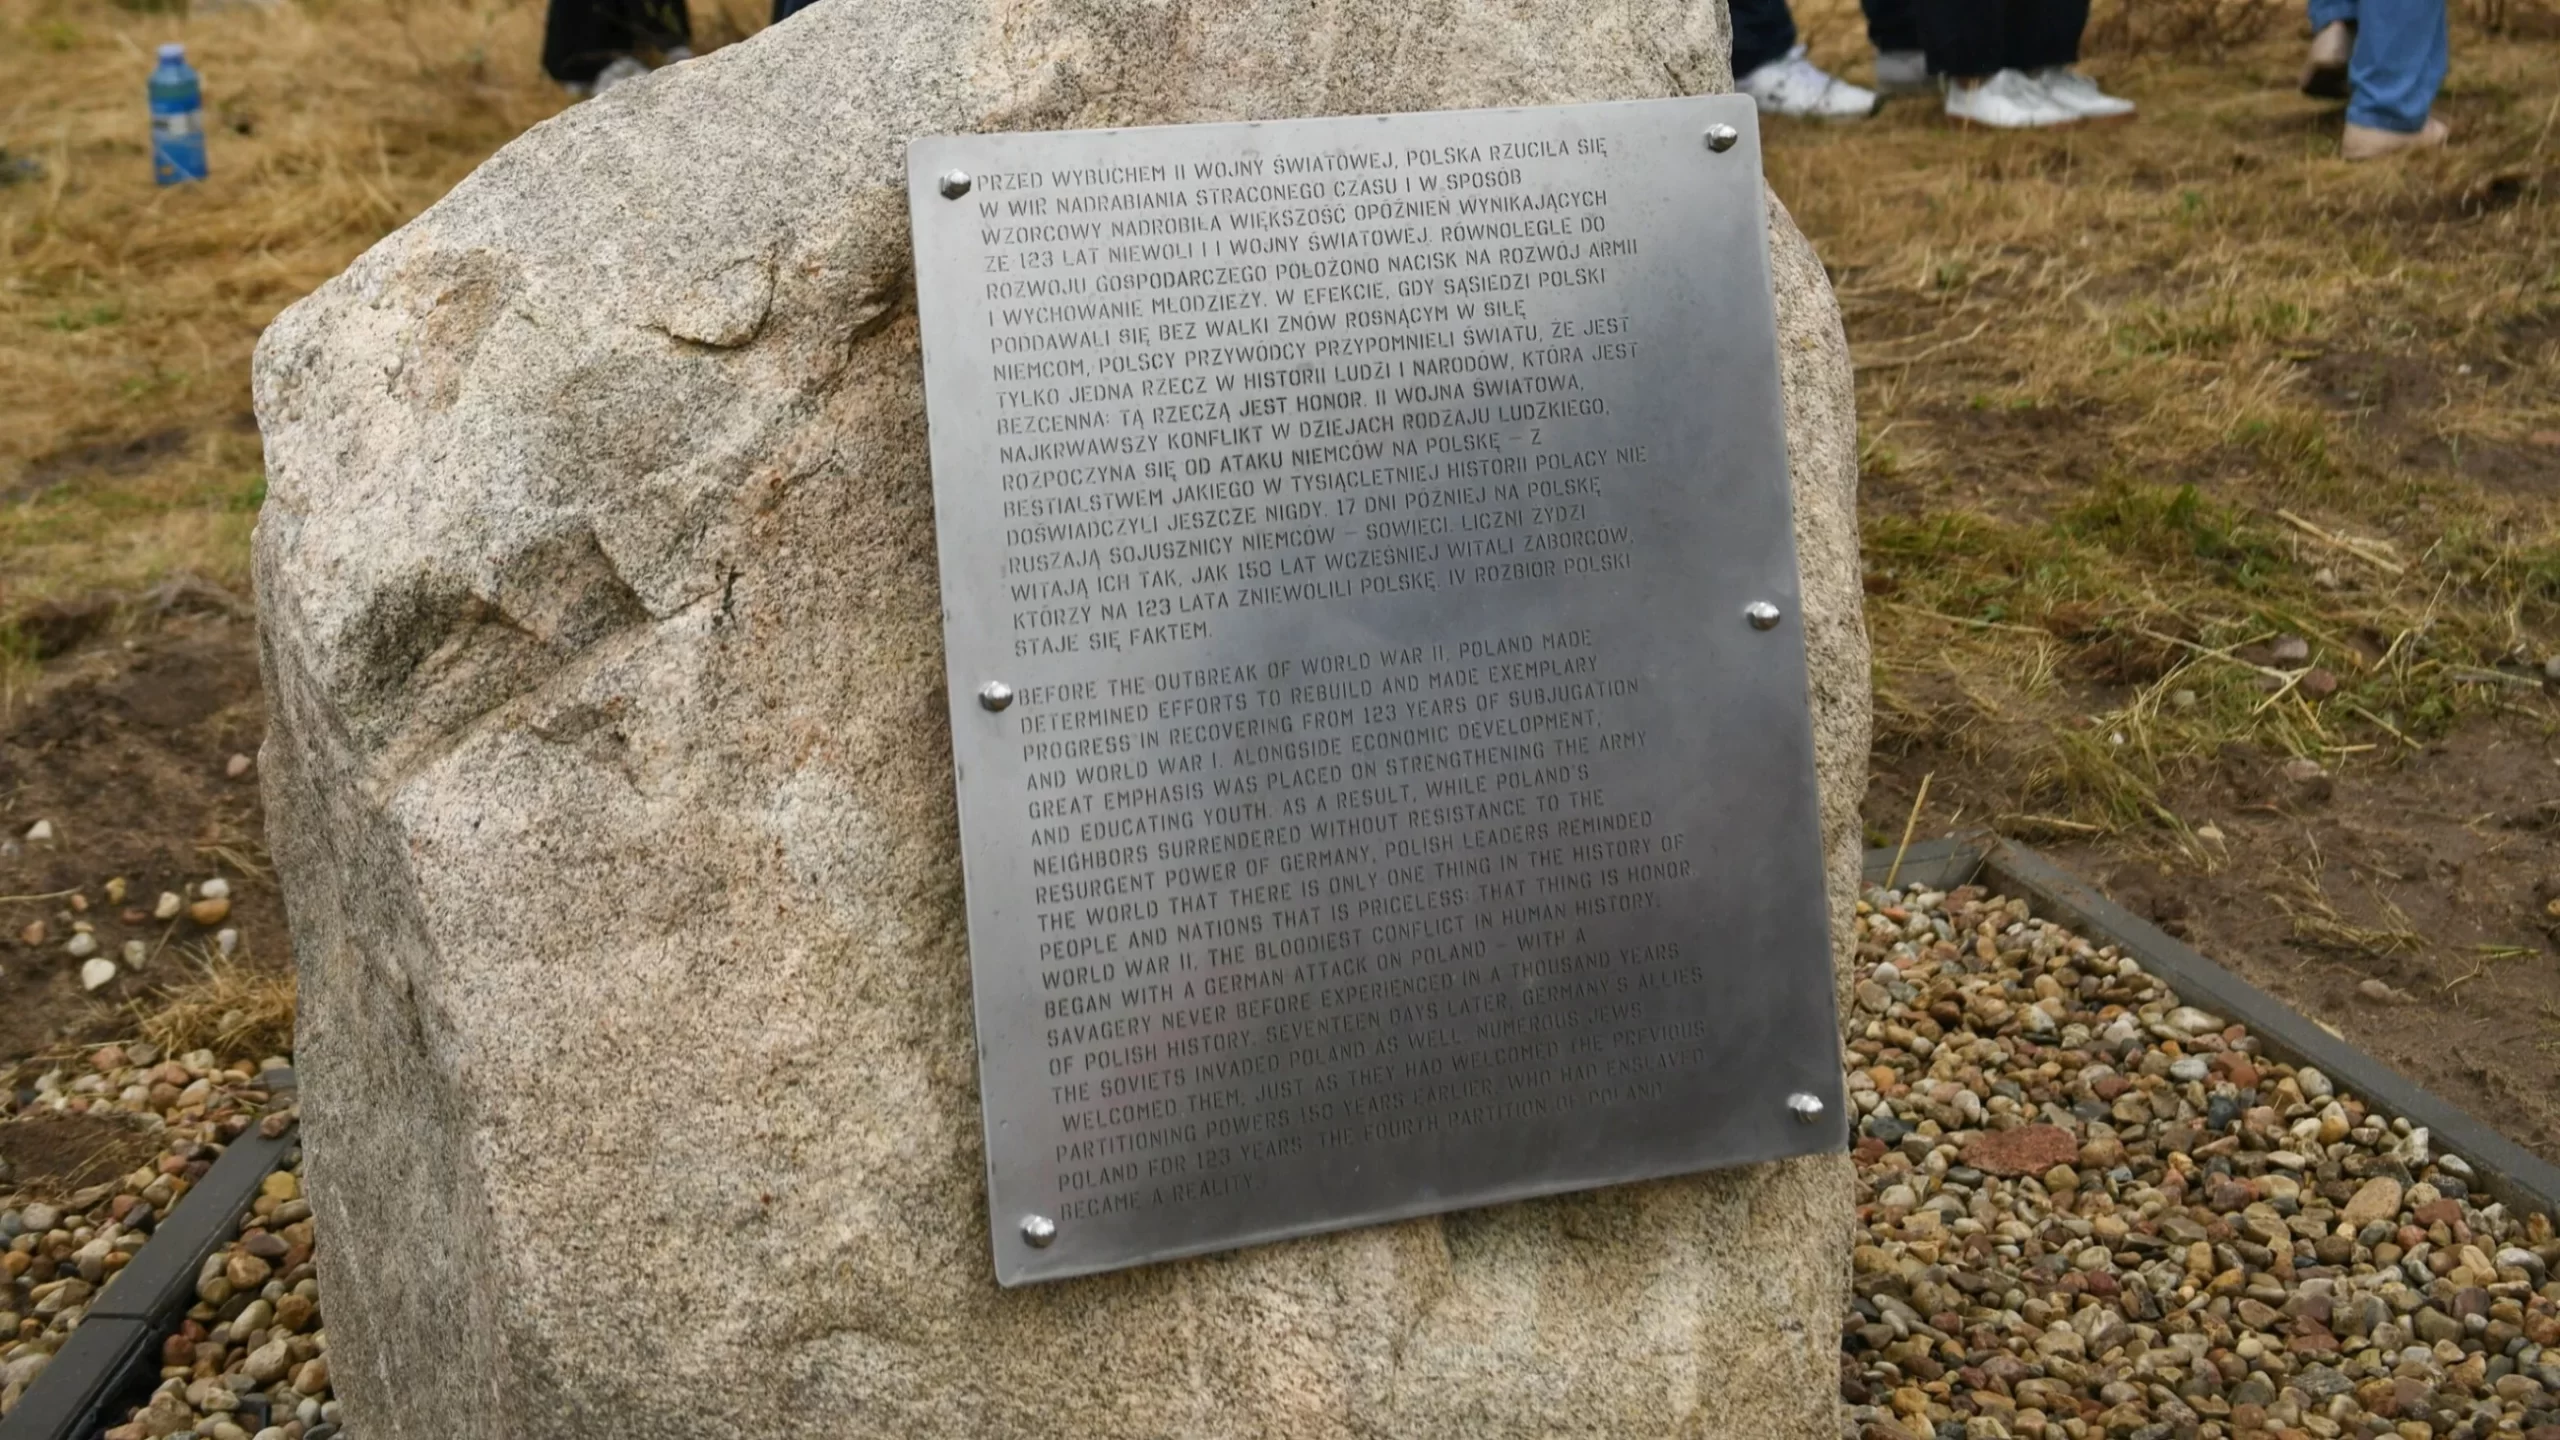 PRZED WYBUCHEM II WOJNY ŚWIATOWEJ, POLSKA RZUCIŁA SIĘ
W WIR NADRABIANIA STRACONEGO CZASU I W SPOSÓB
WZORCOWY NADROBIŁA WIĘKSZOŚĆ OPÓŹNIEŃ WYNIKAJĄCYCH
ZE 123 LAT NIEWOLI I I WOJNY ŚWIATOWEJ. RÓWNOLEGLE DO
ROZWOJU GOSPODARCZEGO POŁOŻONO NACISK NA ROZWÓJ ARMII
I WYCHOWANIE MŁODZIEŻY. W EFEKCIE, GDY SĄSIEDZI POLSKI
PODDAWALI SIĘ BEZ WALKI ZNÓW ROSNĄCYM W SIŁĘ
NIEMCOM, POLSCY PRZYWÓDCY PRZYPOMNIELI ŚWIATU, ŻE JEST
TYLKO JEDNA RZECZ W HISTORII LUDZI I NARODÓW, KTÓRA JEST
BEZCENNA: TĄ RZECZĄ JEST HONOR. II WOJNA ŚWIATOWA,
NAJKRWAWSZY KONFLIKT W DZIEJACH RODZAJU LUDZKIEGO,
ROZPOCZYNA SIĘ OD ATAKU NIEMCÓW NA POLSKĘ – Z
BESTIALSTWEM JAKIEGO W TYSIĄCLETNIEJ HISTORII POLACY NIE
DOŚWIADCZYLI JESZCZE NIGDY. 17 DNI PÓŹNIEJ NA POLSKĘ
RUSZAJĄ SOJUSZNICY NIEMCÓW – SOWIECI. LICZNI ŻYDZI
WITAJĄ ICH TAK, JAK 150 LAT WCZEŚNIEJ WITALI ZABORCÓW,
KTÓRZY NA 123 LATA ZNIEWOLILI POLSKĘ. IV ROZBIÓR POLSKI
STAJE SIĘ FAKTEM.
BEFORE THE OUTBREAK OF WORLD WAR II, POLAND MADE
DETERMINED EFFORTS TO REBUILD AND MADE EXEMPLARY
PROGRESS IN RECOVERING FROM 123 YEARS OF SUBJUGATION
AND WORLD WAR I. ALONGSIDE ECONOMIC DEVELOPMENT,
GREAT EMPHASIS WAS PLACED ON STRENGTHENING THE ARMY
AND EDUCATING YOUTH. AS A RESULT, WHILE POLAND'S
NEIGHBORS SURRENDERED WITHOUT RESISTANCE TO THE
RESURGENT POWER OF GERMANY, POLISH LEADERS REMINDED
THE WORLD THAT THERE IS ONLY ONE THING IN THE HISTORY OF
PEOPLE AND NATIONS THAT IS PRICELESS: THAT THING IS HONOR.
WORLD WAR II, THE BLOODIEST CONFLICT IN HUMAN HISTORY,
BEGAN WITH A GERMAN ATTACK ON POLAND – WITH A
SAVAGERY NEVER BEFORE EXPERIENCED IN A THOUSAND YEARS
OF POLISH HISTORY. SEVENTEEN DAYS LATER, GERMANY'S ALLIES
THE SOVIETS INVADED POLAND AS WELL. NUMEROUS JEWS
WELCOMED THEM, JUST AS THEY HAD WELCOMED THE PREVIOUS
PARTITIONING POWERS 150 YEARS EARLIER, WHO HAD ENSLAVED
POLAND FOR 123 YEARS. THE FOURTH PARTITION OF POLAND
BECAME A REALITY.